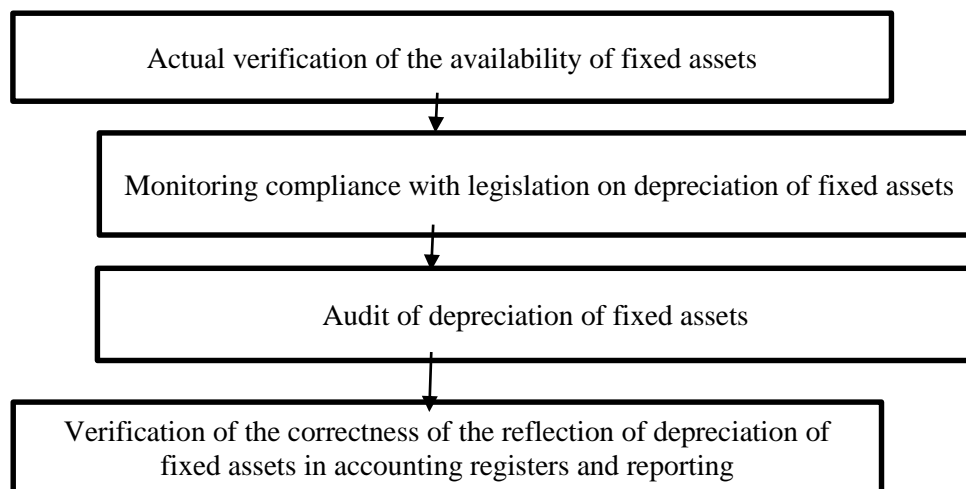 Actual verification of the availability of fixed assets
Monitoring compliance with legislation on depreciation of fixed assets
Audit of depreciation of fixed assets
Verification of the correctness of the reflection of depreciation of
fixed assets in accounting registers and reporting